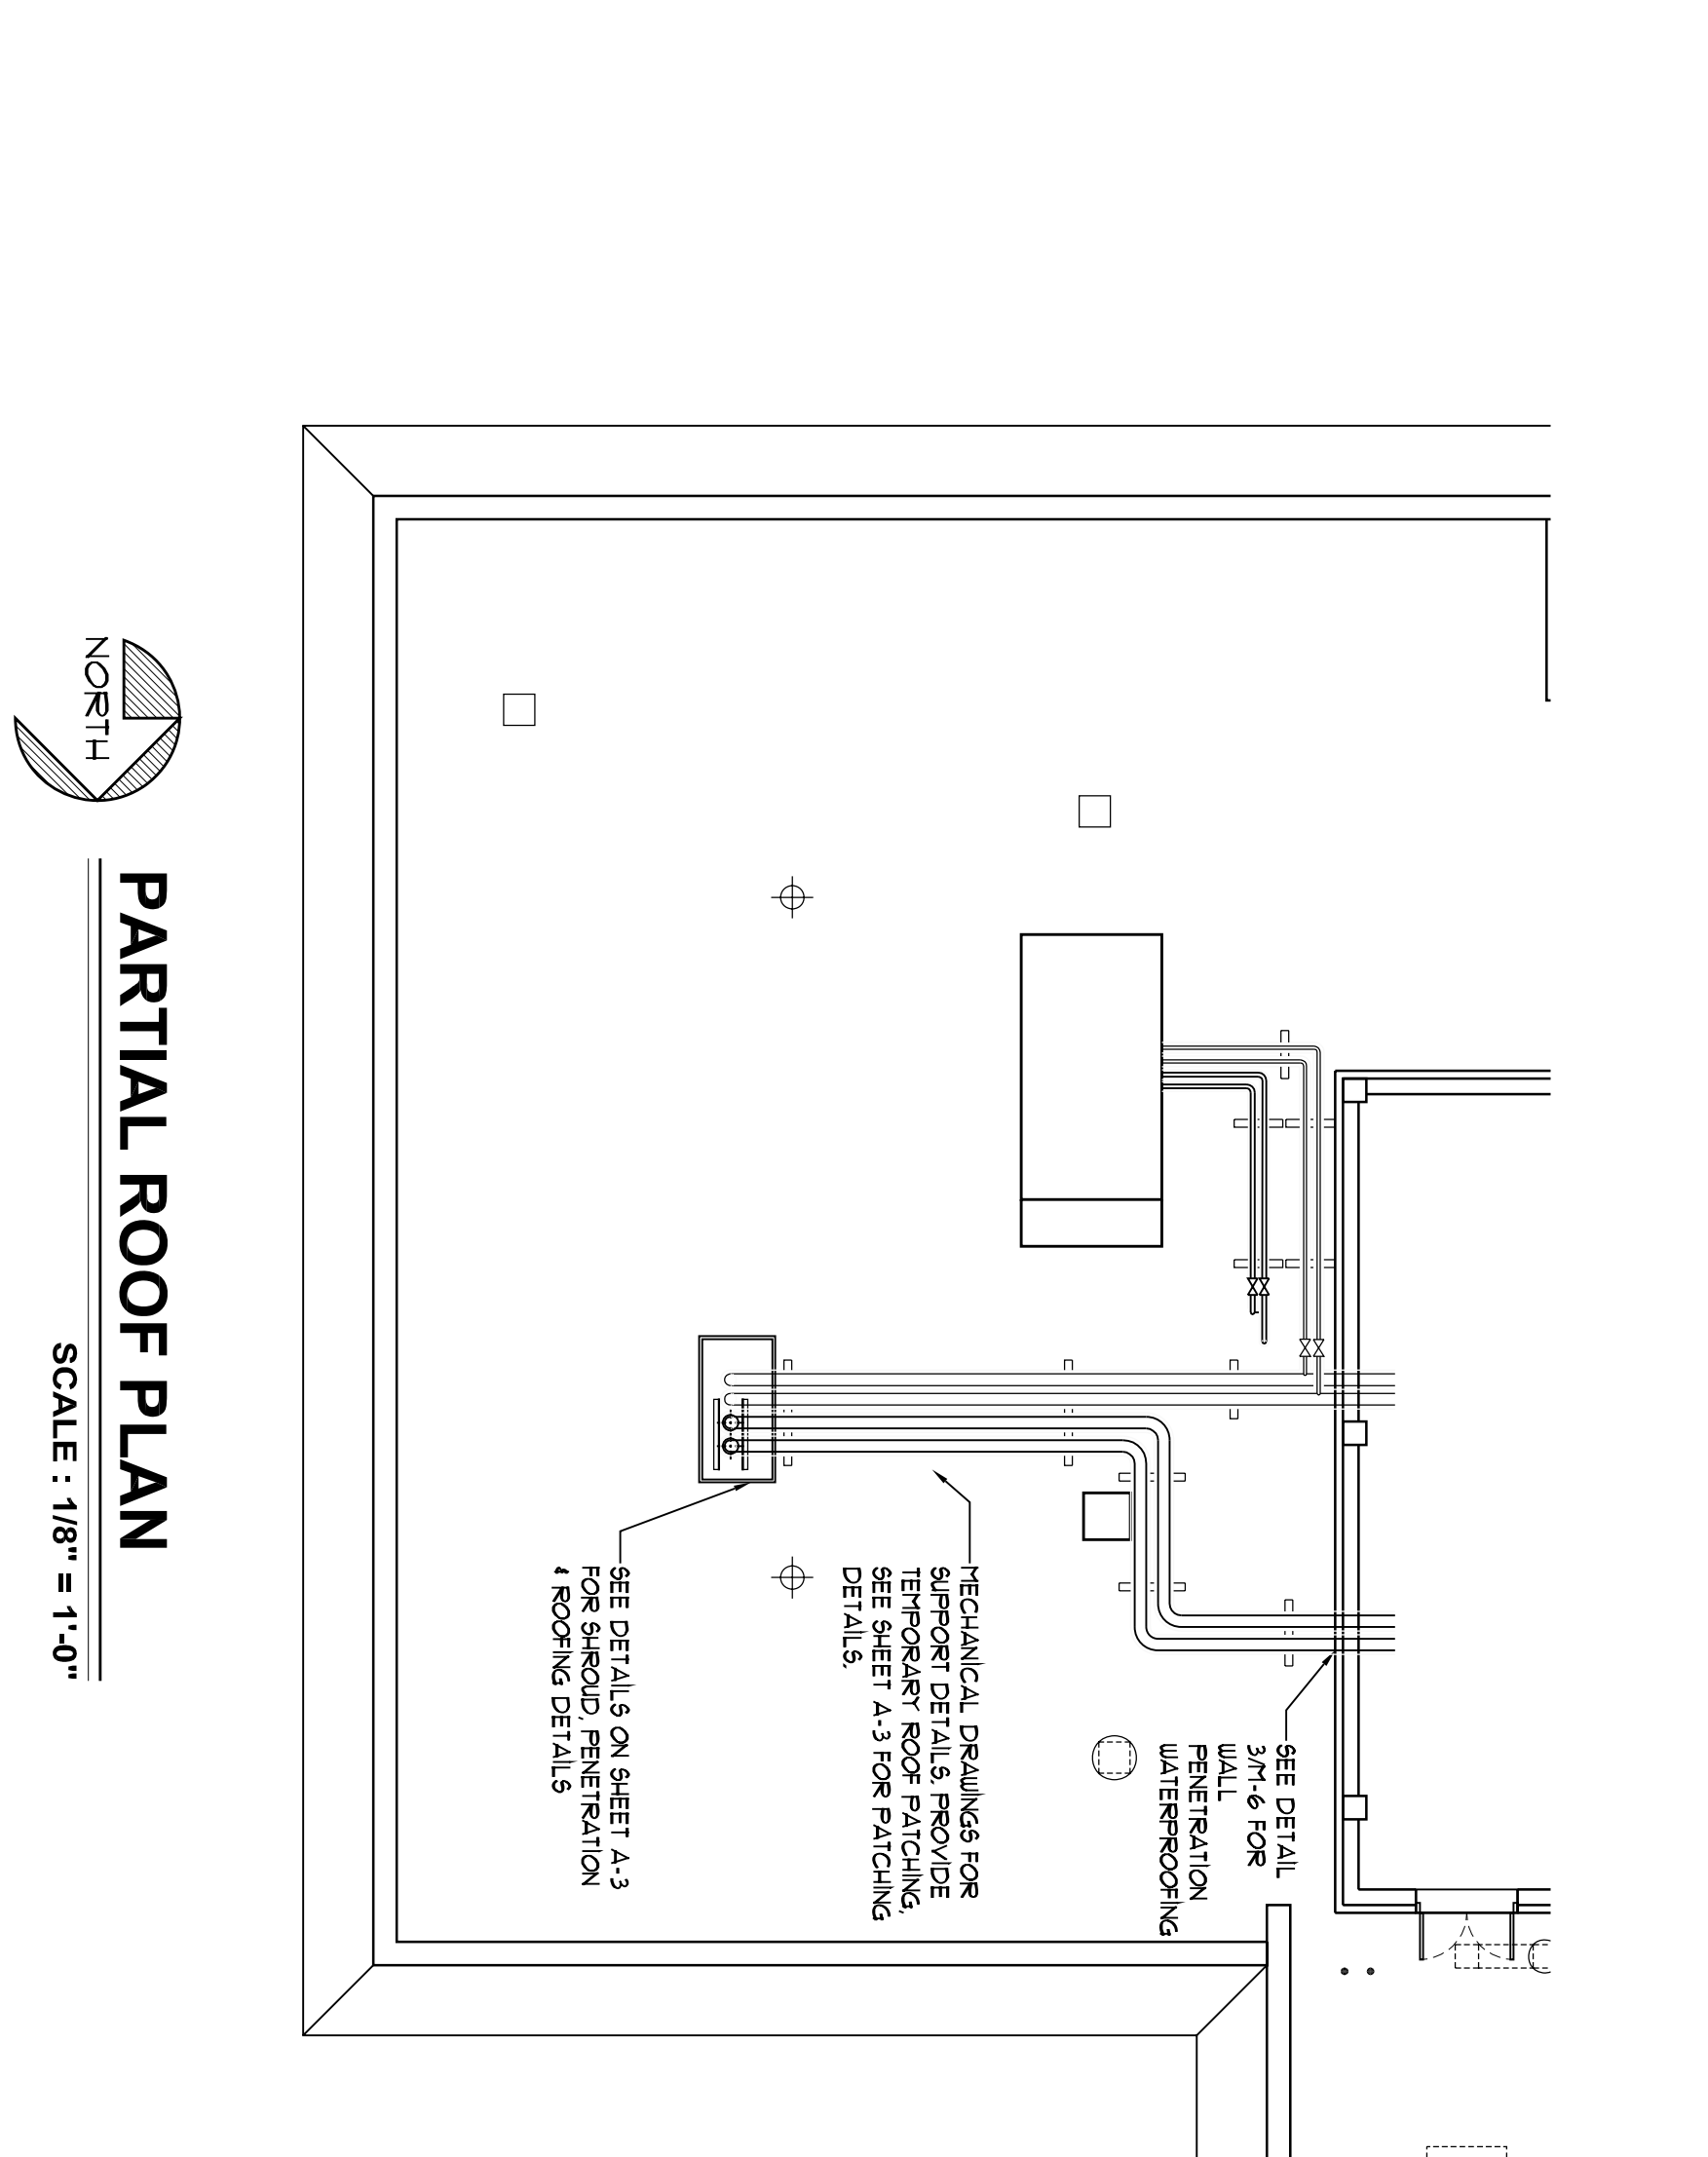 SEE DETAIL
3/M-6 FOR
WALL
PENETRATION
WATERPROOFING
MECHANICAL DRAWINGS FOR
SUPPORT DETAILS. PROVIDE
TEMPORARY ROOF PATCHING,
SEE SHEET A-3 FOR PATCHING
DETAILS.
SEE DETAILS ON SHEET A-3
FOR SHROUD, PENETRATION
& ROOFING DETAILS
NORTH
PARTIAL ROOF PLAN
SCALE : 1/8" = 1'-0"